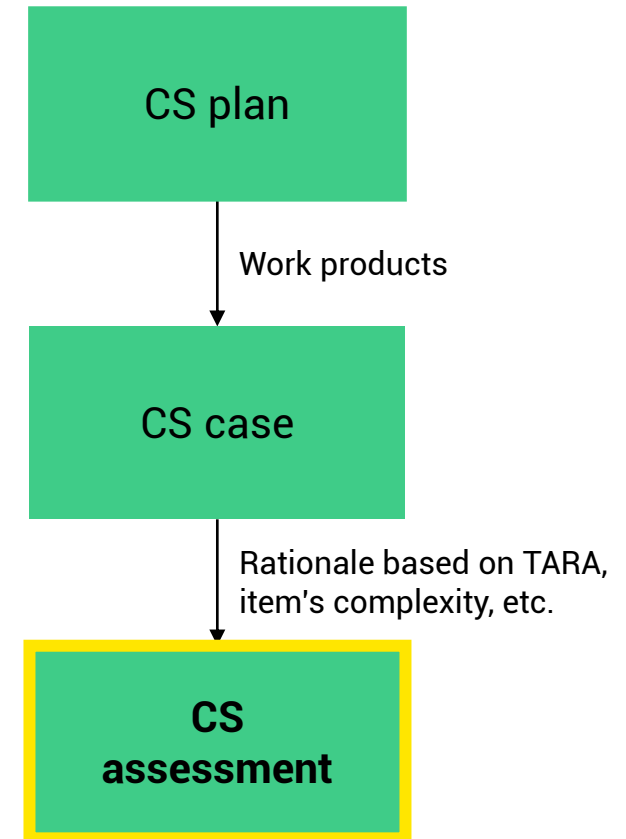 CS plan
Work products
CS case
Rationale based on TARA,
item's complexity, etc.
CS
assessment